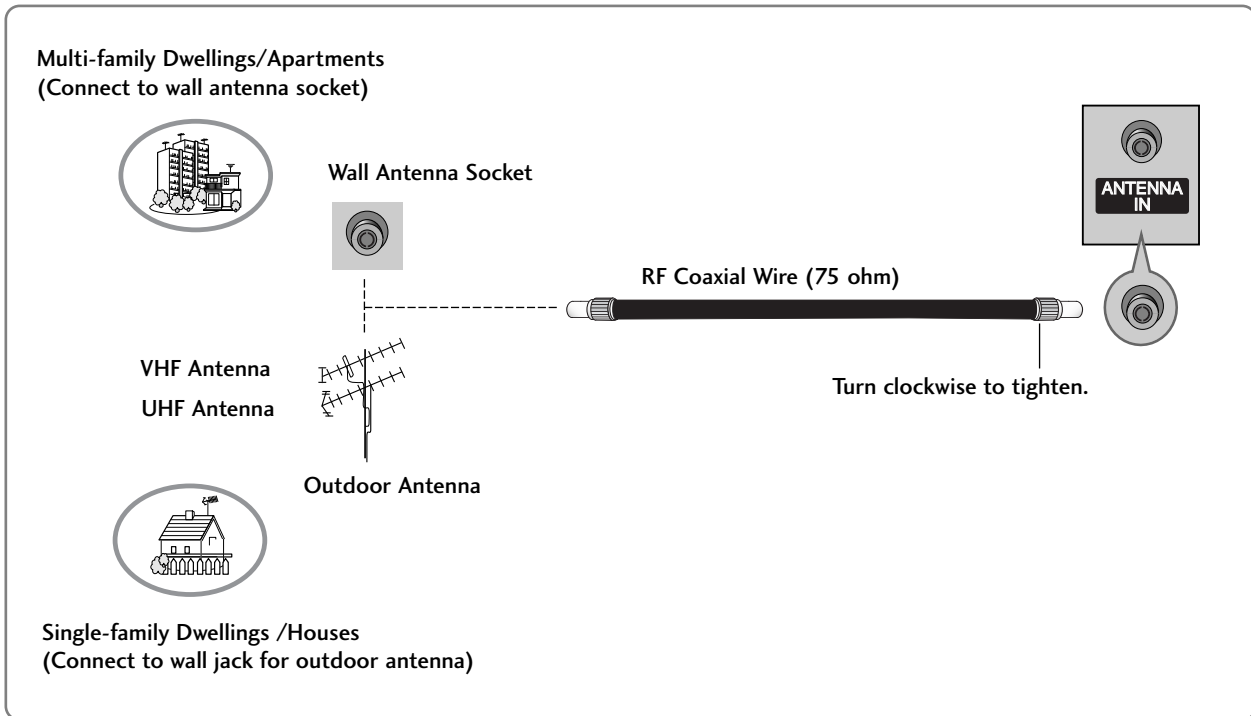 Multi-family Dwellings/Apartments
(Connect to wall antenna socket)
Wall Antenna Socket
ANTENNA
IN
RF Coaxial Wire (75 ohm)
VHF Antenna
UHF Antenna
Turn clockwise to tighten.
Outdoor Antenna
Single-family Dwellings /Houses
(Connect to wall jack for outdoor antenna)